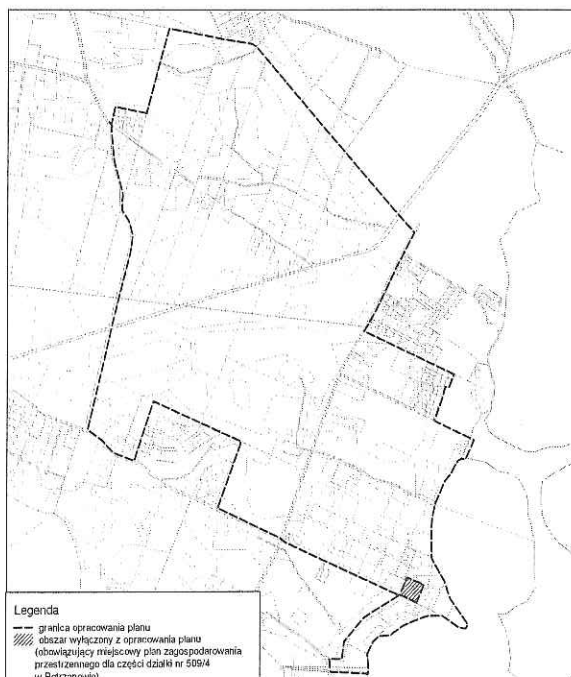 Legenda
granica opracowania planu
obszar wyłączony z opracowania planu
(obowiązujący miejscowy plan zagospodarowania
przestrzennego dla części działki nr 509/4
w Potrzanowie)